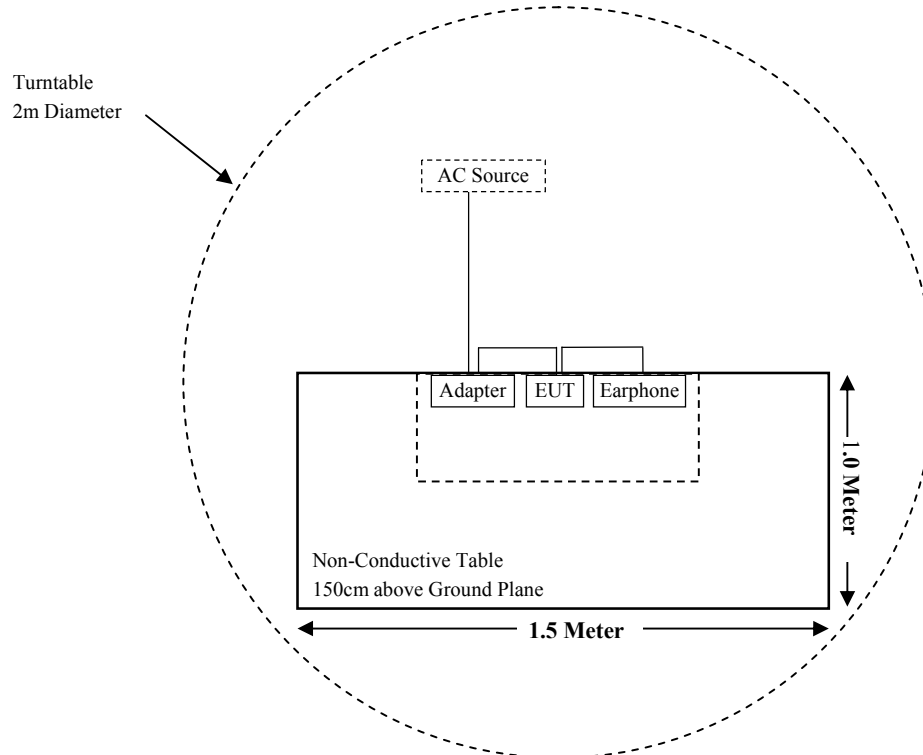 Turntable
2m Diameter
AC Source
Adapter
EUT
Earphone
1.0 Meter
Non-Conductive Table
150cm above Ground Plane
1.5 Meter